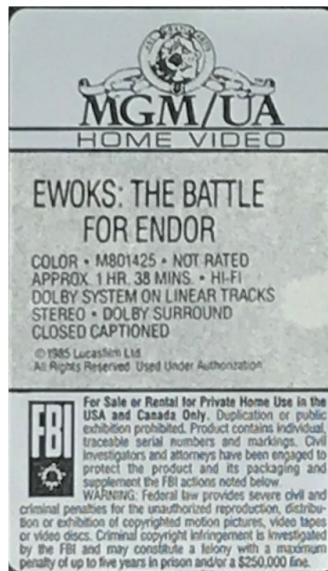 MGM/UA
HOME VIDEO
EWOKS: THE BATTLE
FOR ENDOR
COLOR • M801425 • NOT RATED
APPROX. 1 HR. 38 MINS. • HI-FI
DOLBY SYSTEM ON LINEAR TRACKS
STEREO • DOLBY SURROUND
CLOSED CAPTIONED
©1985 Lucasfilm Ltd.
All Rights Reserved. Used Under Authorization
FBI
For Sale or Rental for Private Home Use in the
USA and Canada Only. Duplication or public
exhibition prohibited. Product contains individual,
traceable serial numbers and markings. Civil
investigators and attorneys have been engaged to
protect the product and its packaging and
supplement the FBI actions noted below.
WARNING: Federal law provides severe civil and
criminal penalties for the unauthorized reproduction, distribu-
tion or exhibition of copyrighted motion pictures, video tapes
or video discs. Criminal copyright infringement is investigated
by the FBI and may constitute a felony with a maximum
penalty of up to five years in prison and/or a $250,000 fine.